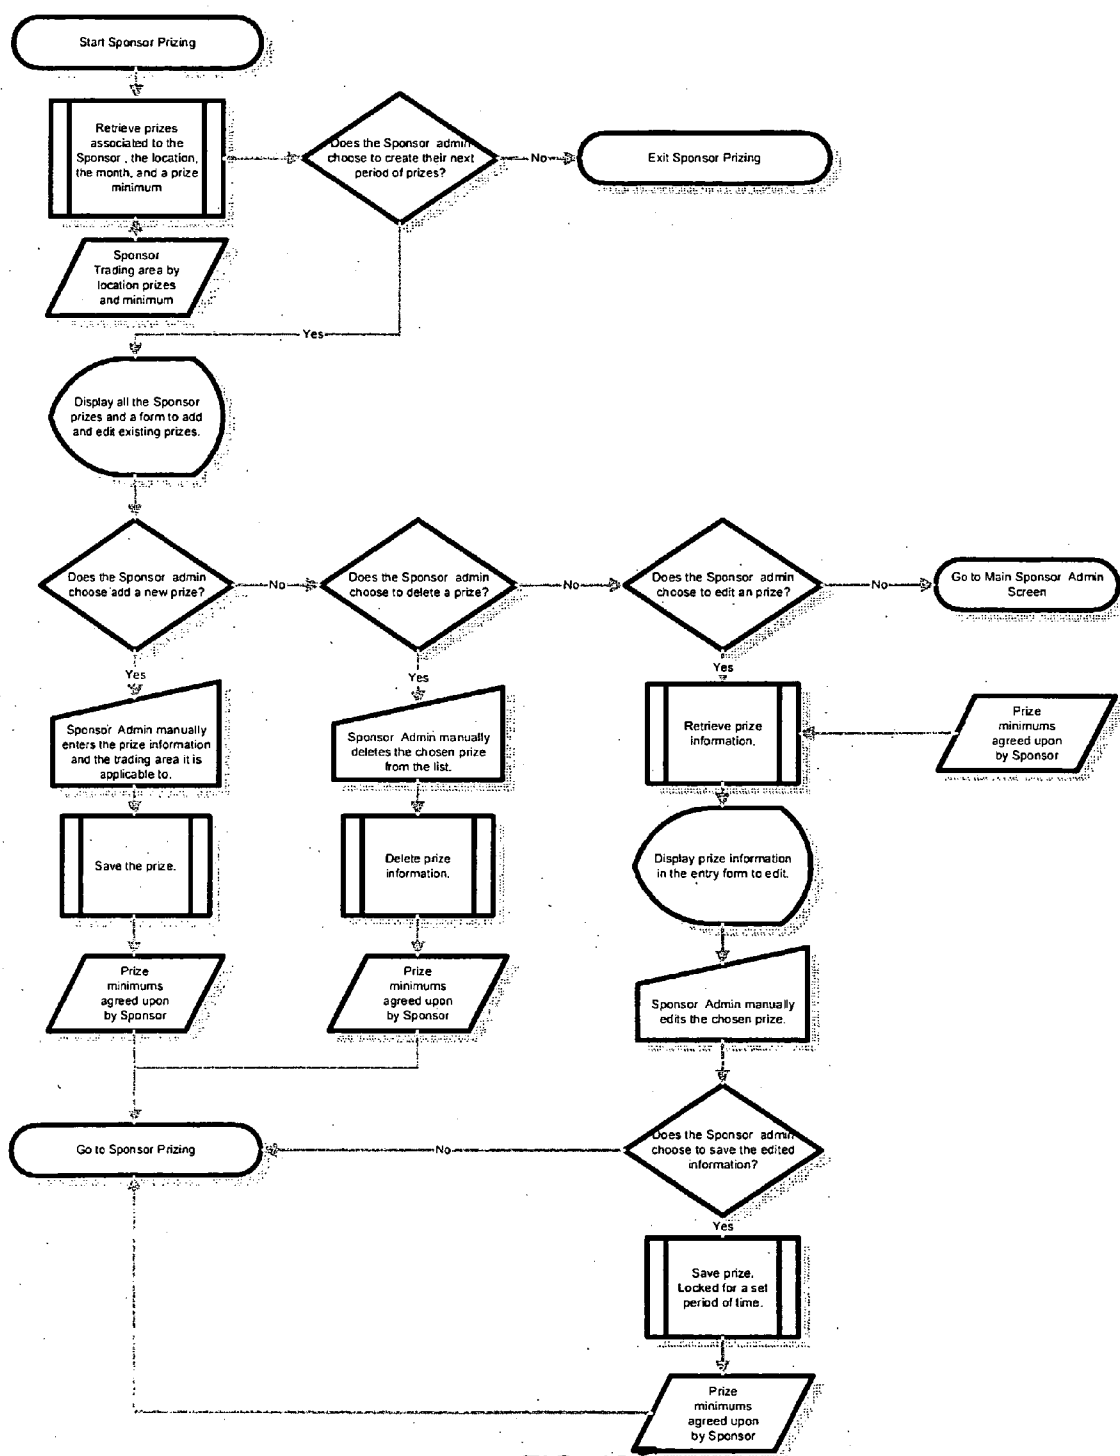 Start Sponsor Prizing
Retrieve prizes
associated to the
Sponsor , the location,
the month, and a prize
minimum
Does the Sponsor admin
choose to create their next
period of prizes?
No
Exit Sponsor Prizing
Sponsor
Trading area by
location prizes
and minimum
Yes
Display all the Sponsor
prizes and a form to add
and edit existing prizes.
Does the Sponsor admin
choose add a new prize?
No
Does the Sponsor admin
choose to delete a prize?
No
Does the Sponsor admin
choose to edit an prize?
No
Go to Main Sponsor Admin
Screen
Yes
Yes
Yes
Sponsor Admin manually
enters the prize information
and the trading area it is
applicable to.
Sponsor Admin manually
deletes the chosen prize
from the list.
Retrieve prize
information.
Prize
minimums
agreed upon
by Sponsor
Save the prize.
Delete prize
information.
Display prize information
in the entry form to edit.
Prize
minimums
agreed upon
by Sponsor
Prize
minimums
agreed upon
by Sponsor
Sponsor Admin manually
edits the chosen prize.
Go to Sponsor Prizing
No
Does the Sponsor admin
choose to save the edited
information?
Yes
Save prize.
Locked for a set
period of time.
Prize
minimums
agreed upon
by Sponsor